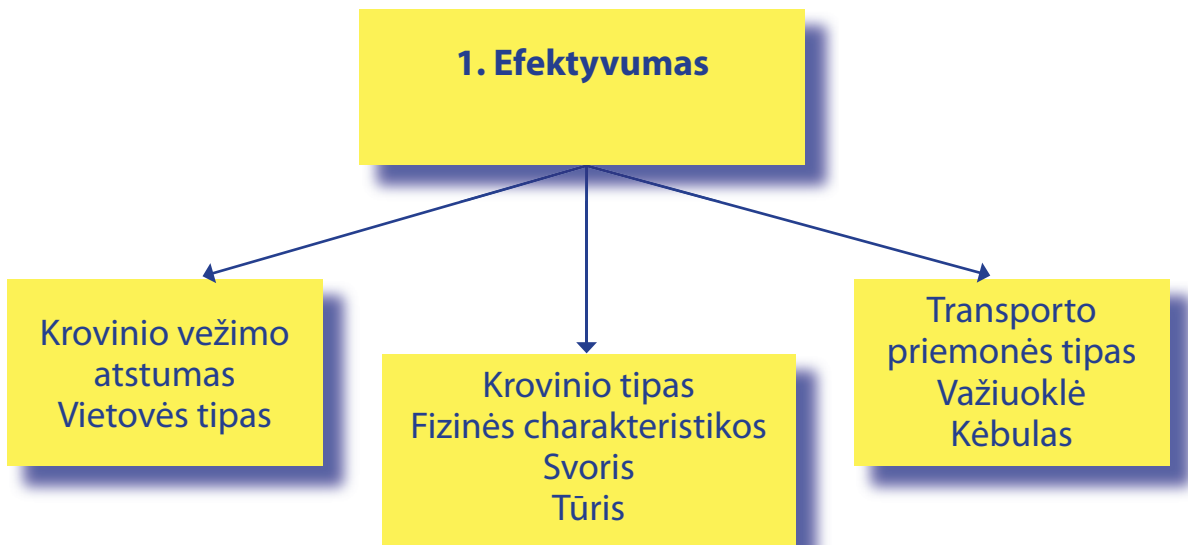 1. Efektyvumas
Krovinio vežimo
atstumas
Vietovės tipas
Krovinio tipas
Fizinės charakteristikos
Svoris
Tūris
Transporto
priemonės tipas
Važiuoklė
Kėbulas